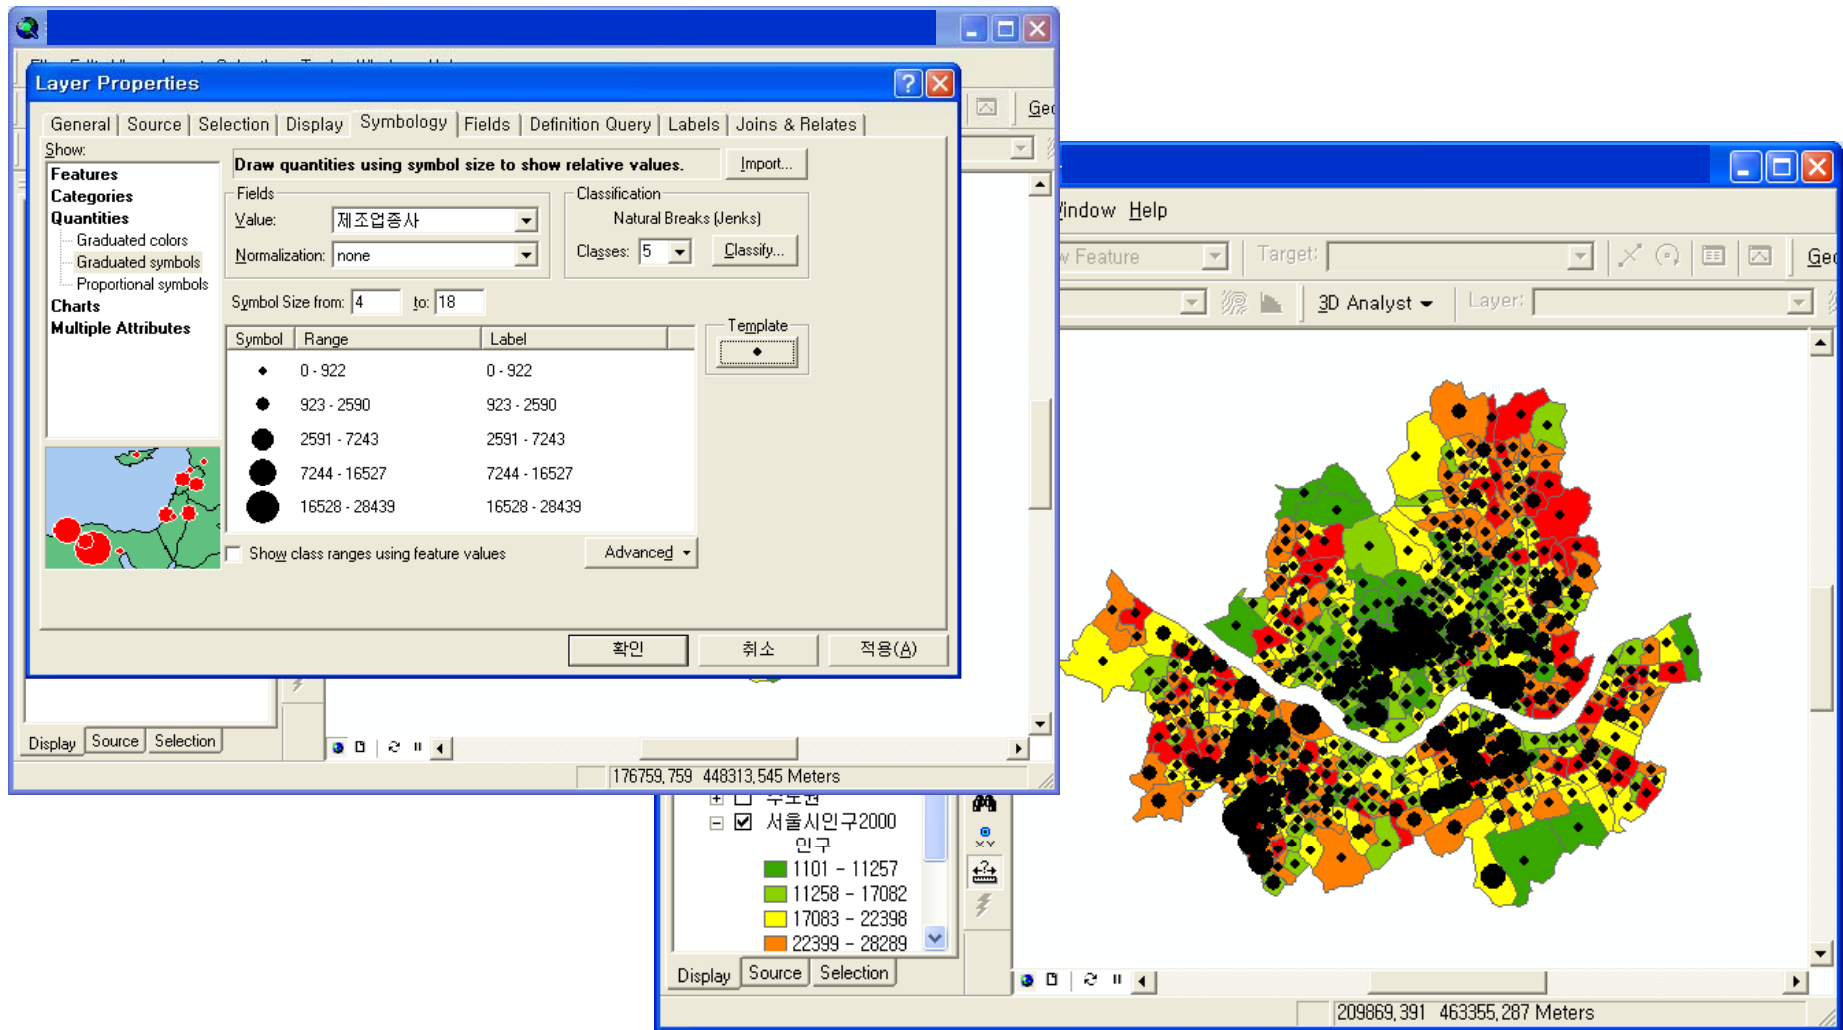 Layer Properties
General Source Selection Display Symbology Fields Definition Query Labels Joins & Relates
Show:
Features
Categories
Quantities
Graduated colors
Graduated symbols
Proportional symbols
Charts
Multiple Attributes
Draw quantities using symbol size to show relative values.
Import...
Fields
Value: 제조업종사
Normalization: none
Classification
Natural Breaks (Jenks)
Classes: 5 Classify...
Symbol Size from: 4 to: 18
Symbol Range Label
0 - 922 0 - 922
923 - 2590 923 - 2590
2591 - 7243 2591 - 7243
7244 - 16527 7244 - 16527
16528 - 28439 16528 - 28439
Template
Show class ranges using feature values
Advanced
확인 취소 적용(A)
Display Source Selection
176759,759 448313,545 Meters
Help
Feature Target:
3D Analyst Layer:
서울시인구2000
인구
1101 - 11257
11258 - 17082
17083 - 22398
22399 - 28289
Display Source Selection
209869,391 463355,287 Meters